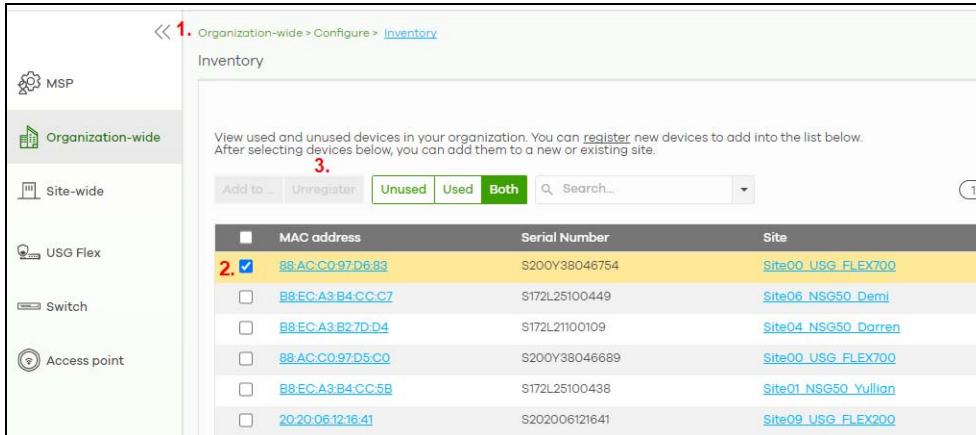 1. Organization-wide > Configure > Inventory
Inventory
MSP
Organization-wide
Site-wide
USG Flex
Switch
Access point
View used and unused devices in your organization. You can register new devices to add into the list below.
After selecting devices below, you can add them to a new or existing site.
3.
Add to ... Unregister Unused Used Both Search...
1
MAC address Serial Number Site
2. 88:AC:C0:97:D6:83 S200Y38046754 Site00_USG_FLEX700
B8:EC:A3:B4:CC:C7 S172L25100449 Site06_NSG50_Demi
B8:EC:A3:B2:7D:D4 S172L21100109 Site04_NSG50_Darren
88:AC:C0:97:D5:C0 S200Y38046689 Site00_USG_FLEX700
B8:EC:A3:B4:CC:5B S172L25100438 Site01_NSG50_Yullian
20:20:06:12:16:41 S202006121641 Site09_USG_FLEX200